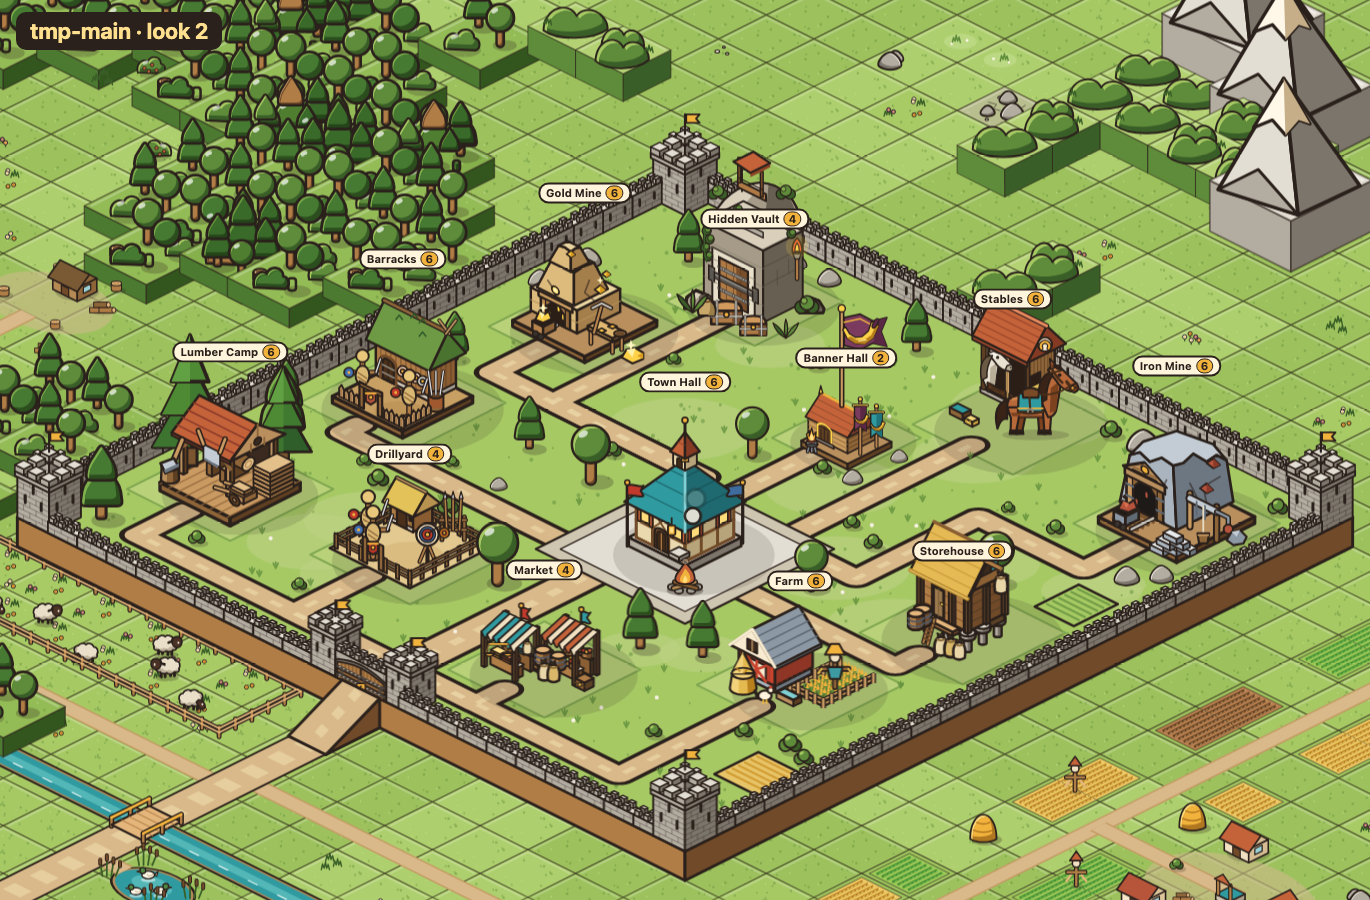 tmp-main · look 2
Gold Mine 6
Hidden Vault 4
Barracks 6
Stables 6
Lumber Camp 6
Banner Hall 2
Iron Mine 6
Town Hall 6
Drillyard 4
Storehouse 6
Market 4
Farm 6